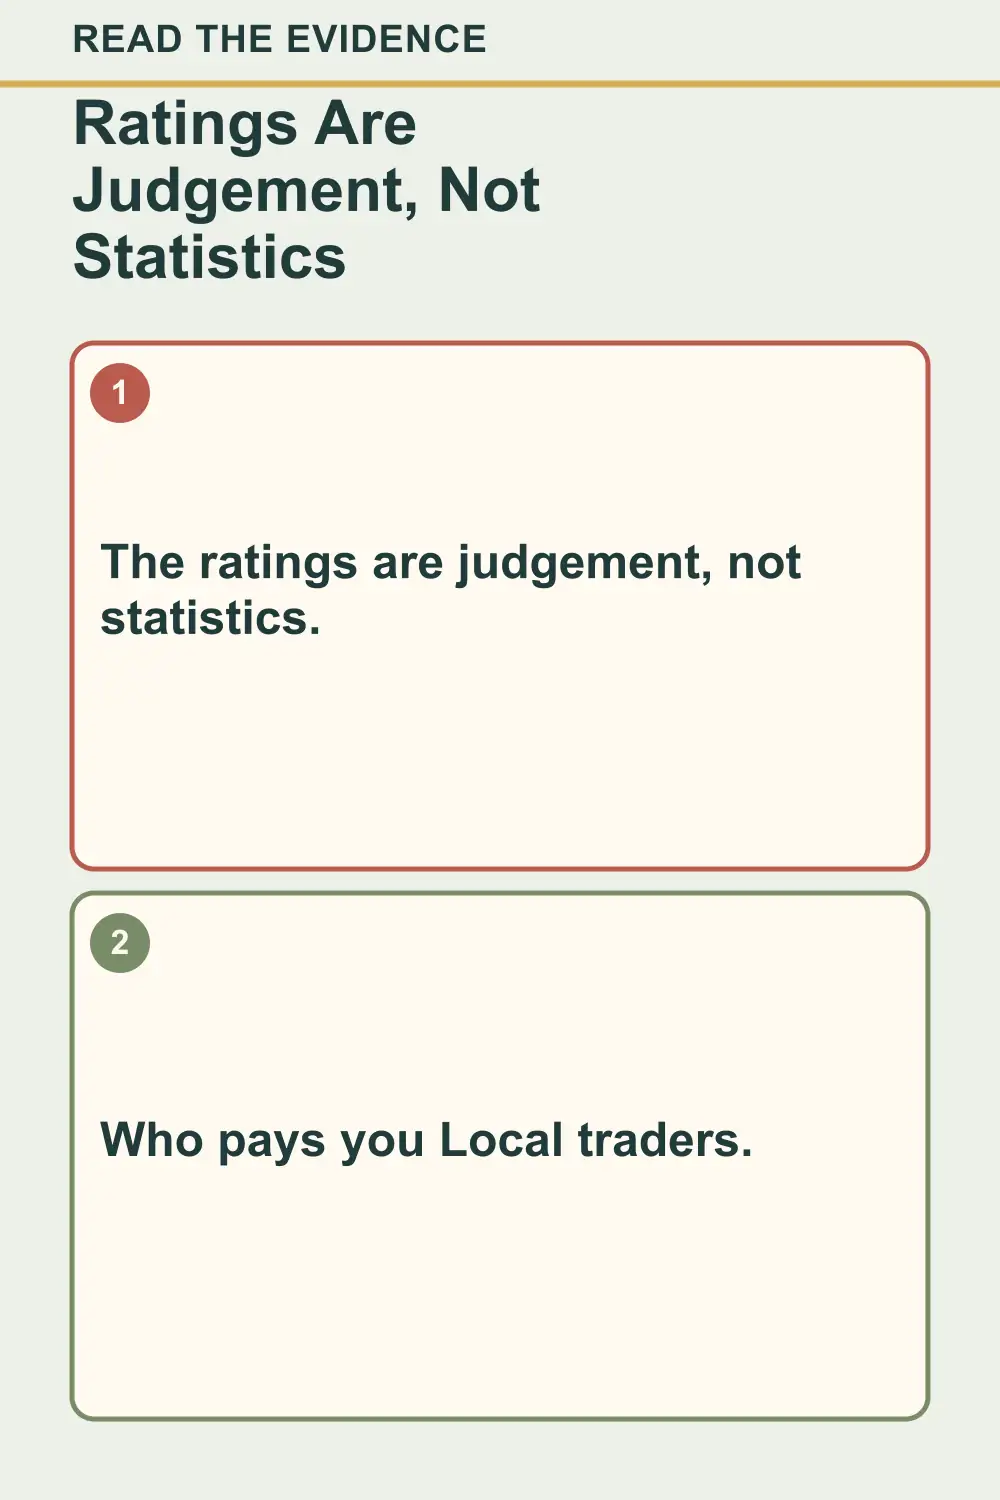 READ THE EVIDENCE
Ratings Are
Judgement, Not
Statistics
1
The ratings are judgement, not
statistics.
2
Who pays you Local traders.